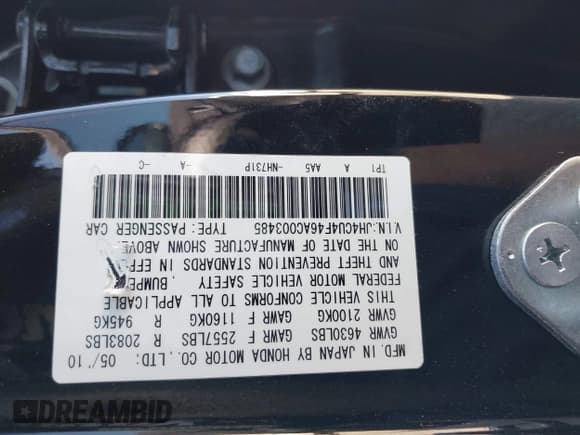 MFD. IN JAPAN BY HONDA MOTOR CO., LTD: 05/'10
GVWR 4630LBS GAWR F 2557LBS R 2083LBS
GVWR 2100KG GAWR F 1160KG R 945KG
THIS VEHICLE CONFORMS TO ALL APPLICABLE
FEDERAL MOTOR VEHICLE SAFETY, BUMPER
AND THEFT PREVENTION STANDARDS IN EFFECT
ON THE DATE OF MANUFACTURE SHOWN ABOVE.
V.I.N:JH4CU4F46AC003485 TYPE:PASSENGER CAR
TP1 A AA5 -NH731P -A -C
DREAMBID